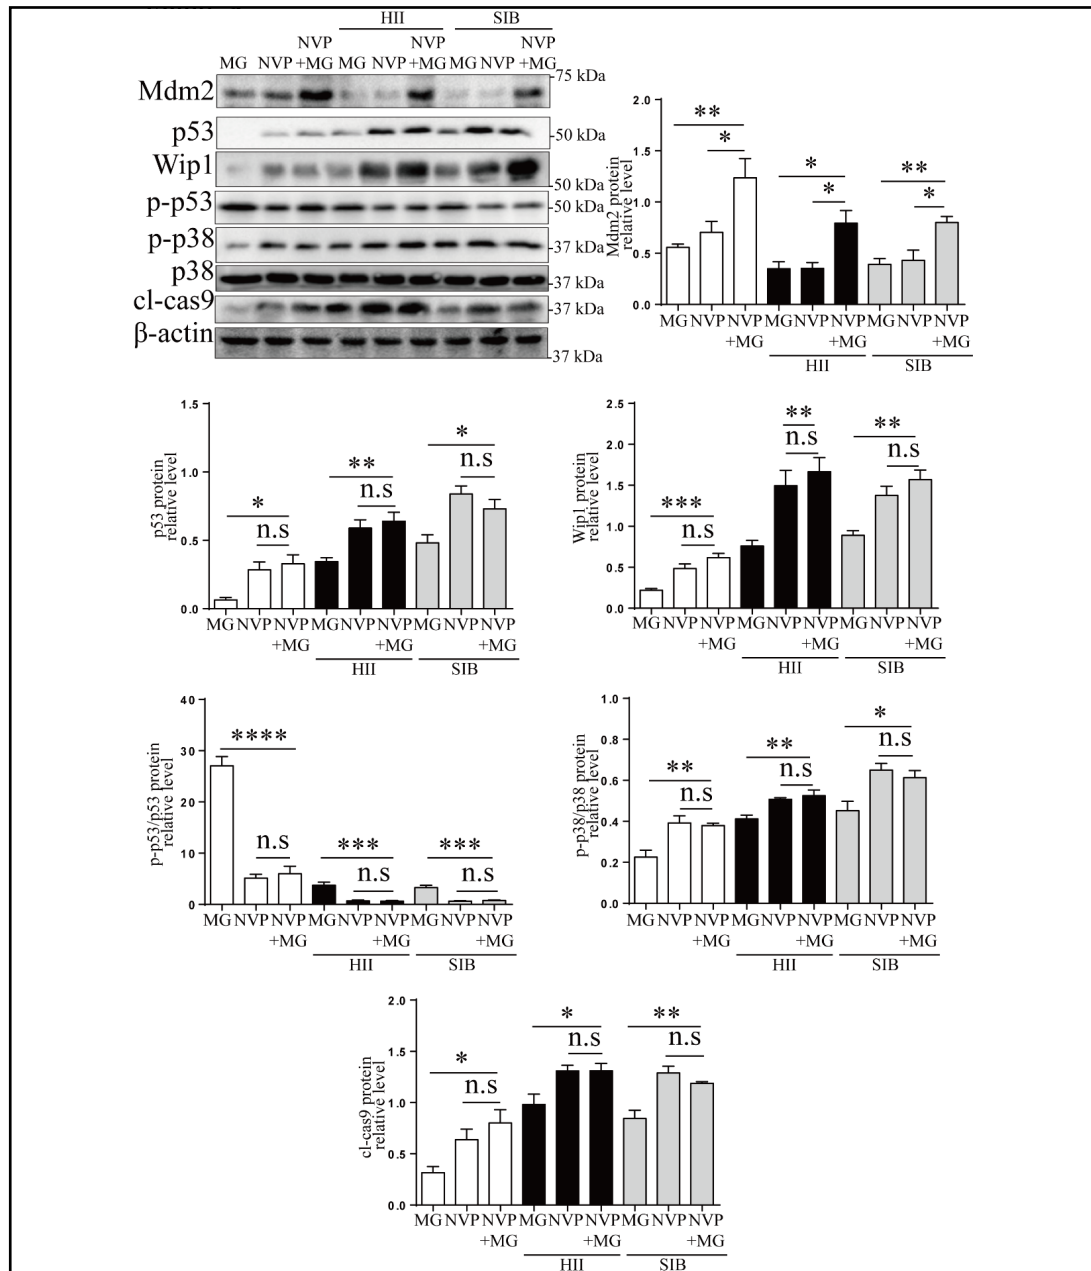 HII SIB
NVP NVP NVP
MG NVP +MG MG NVP +MG MG NVP +MG
Mdm2 75 kDa
p53 50 kDa
Wip1 50 kDa
p-p53 50 kDa
p-p38 37 kDa
p38 37 kDa
cl-cas9 37 kDa
β-actin 37 kDa
Mdm2 protein
relative level
2.0
1.5
1.0
0.5
0.0
**
*
*
*
**
*
MG NVP NVP MG NVP NVP MG NVP NVP
+MG +MG +MG
HII SIB
p53 protein
relative level
1.5
1.0
0.5
0.0
*
n.s
**
n.s
*
n.s
MG NVP NVP MG NVP NVP MG NVP NVP
+MG +MG +MG
HII SIB
Wip1 protein
relative level
2.5
2.0
1.5
1.0
0.5
0.0
***
n.s
**
n.s
**
n.s
MG NVP NVP MG NVP NVP MG NVP NVP
+MG +MG +MG
HII SIB
p-p53/p53 protein
relative level
40
30
20
10
0
****
n.s
***
n.s
***
n.s
MG NVP NVP MG NVP NVP MG NVP NVP
+MG +MG +MG
HII SIB
p-p38/p38 protein
relative level
1.0
0.8
0.6
0.4
0.2
0.0
**
n.s
**
n.s
*
n.s
MG NVP NVP MG NVP NVP MG NVP NVP
+MG +MG +MG
HII SIB
cl-cas9 protein
relative level
2.0
1.5
1.0
0.5
0.0
*
n.s
*
n.s
**
n.s
MG NVP NVP MG NVP NVP MG NVP NVP
+MG +MG +MG
HII SIB